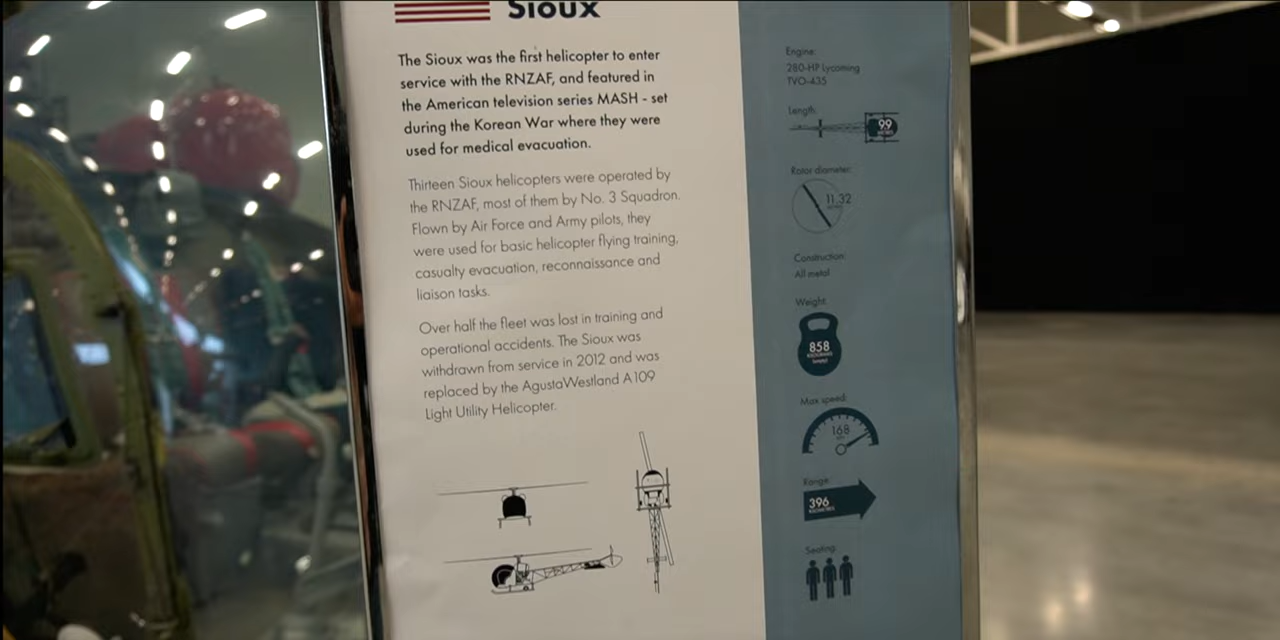 Sioux
The Sioux was the first helicopter to enter
service with the RNZAF, and featured in
the American television series MASH - set
during the Korean War where they were
used for medical evacuation.
Thirteen Sioux helicopters were operated by
the RNZAF, most of them by No. 3 Squadron.
Flown by Air Force and Army pilots, they
were used for basic helicopter flying training,
casualty evacuation, reconnaissance and
liaison tasks.
Over half the fleet was lost in training and
operational accidents. The Sioux was
withdrawn from service in 2012 and was
replaced by the AgustaWestland A109
Light Utility Helicopter.
Engine:
280-HP Lycoming
TVO-435
Length:
99
Rotor diameter:
11.32
Construction:
All metal
Weight:
858
KILOGRAMS
Max speed:
168
Range:
396
KILOMETRES
Seating: